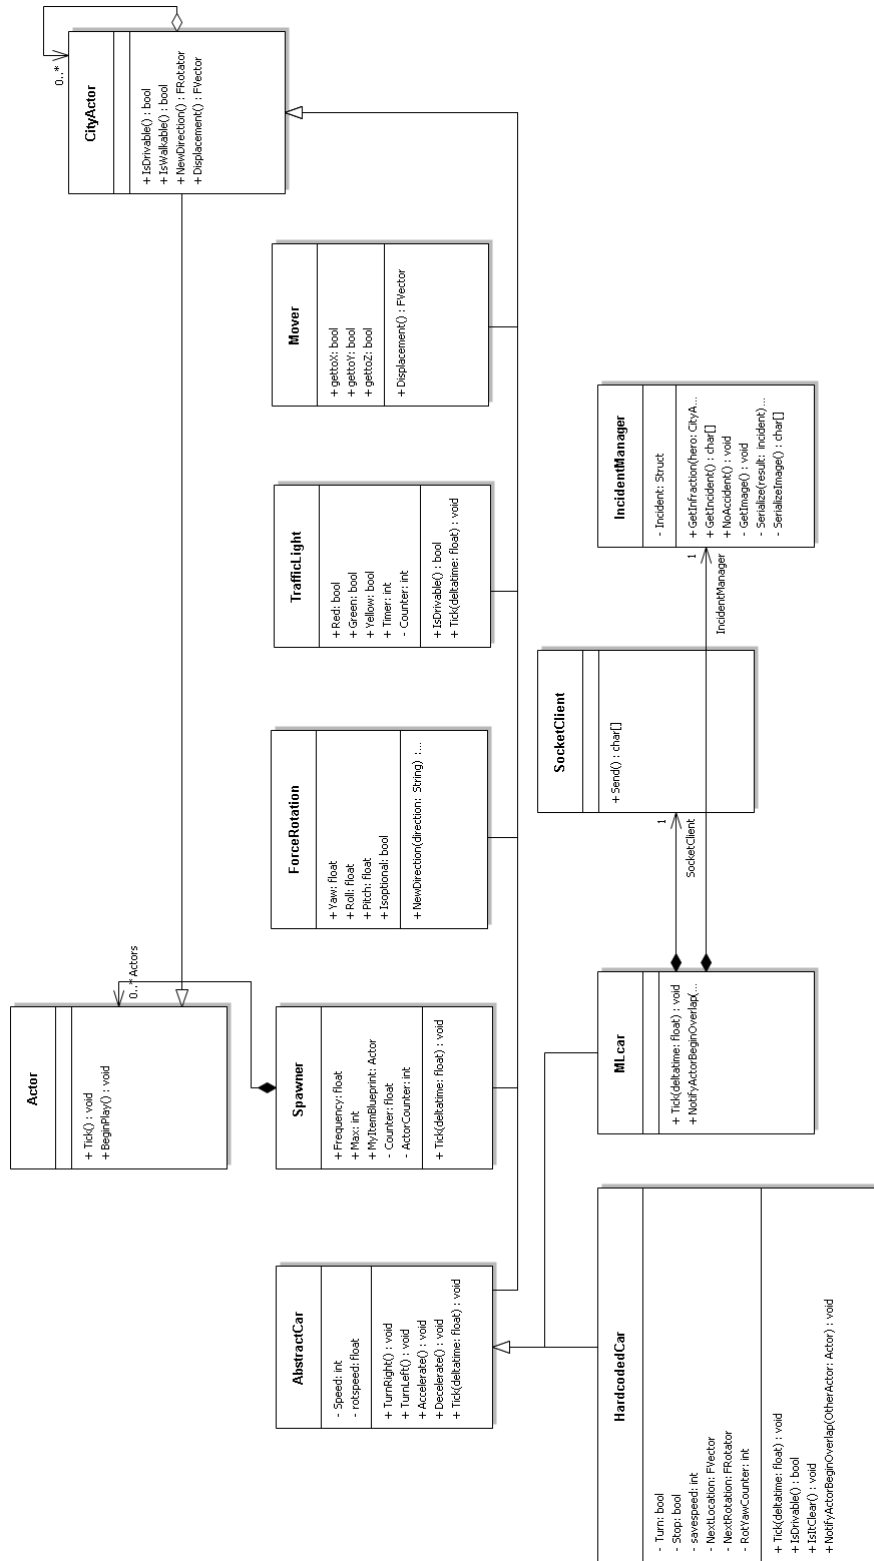 CityActor
+ IsDrivable() : bool
+ IsWalkable() : bool
+ NewDirection() : FRotator
+ Displacement() : FVector
0..*
Mover
+ gettoX: bool
+ gettoY: bool
+ gettoZ: bool
+ Displacement() : FVector
TrafficLight
+ Red: bool
+ Green: bool
+ Yellow: bool
+ Timer: int
- Counter: int
+ IsDrivable() : bool
+ Tick(deltatime: float) : void
ForceRotation
+ Yaw: float
+ Roll: float
+ Pitch: float
+ Isoptional: bool
+ NewDirection(direction: String) :...
Actor
+ Tick() : void
+ BeginPlay() : void
0..* Actors
Spawner
+ Frequency: float
+ Max: int
+ MyItemBlueprint: Actor
- Counter: float
- ActorCounter: int
+ Tick(deltatime: float) : void
AbstractCar
- Speed: int
- rotspeed: float
+ TurnRight() : void
+ TurnLeft() : void
+ Accelerate() : void
+ Decelerate() : void
+ Tick(deltatime: float) : void
IncidentManager
- Incident: Struct
+ GetInfraction(hero: CityA...
+ GetIncident() : char[]
+ NoAccident() : void
- GetImage() : void
- Serialize(result: incident)...
- SerializeImage() : char[]
1
IncidentManager
SocketClient
+ Send() : char[]
1
SocketClient
MLcar
+ Tick(deltatime: float) : void
+ NotifyActorBeginOverlap(...
HardcodedCar
- Turn: bool
- Stop: bool
- savespeed: int
- NextLocation: FVector
- NextRotation: FRotator
- RotYawCounter: int
+ Tick(deltatime: float) : void
+ IsDrivable() : bool
+ IsItClear() : void
+ NotifyActorBeginOverlap(OtherActor: Actor) : void